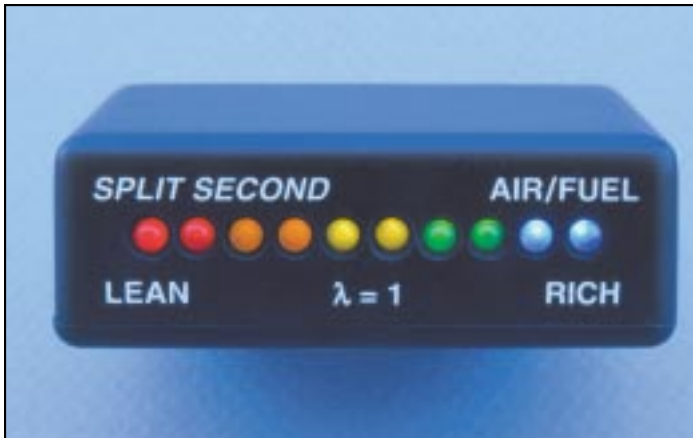 SPLIT SECOND AIR/FUEL
LEAN λ = 1 RICH